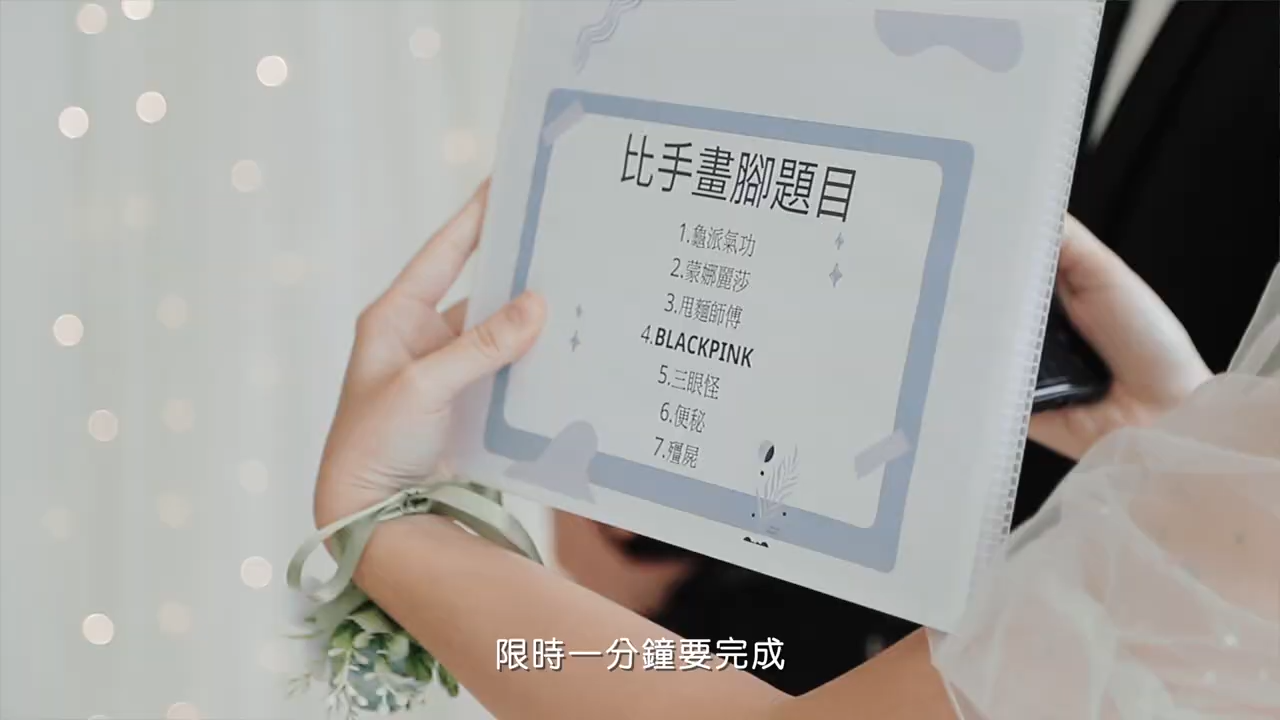 比手畫腳題目
1.龜派氣功
2.蒙娜麗莎
3.甩麵師傅
4.BLACKPINK
5.三眼怪
6.便秘
7.殭屍
限時一分鐘要完成